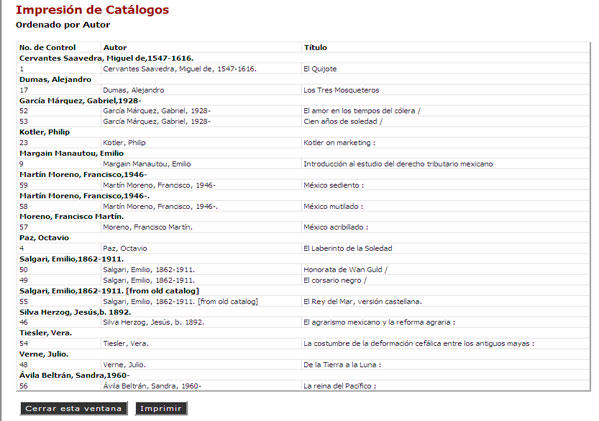 Impresión de Catálogos
Ordenado por Autor
No. de Control Autor Título
Cervantes Saavedra, Miguel de,1547-1616.
1 Cervantes Saavedra, Miguel de, 1547-1616. El Quijote
Dumas, Alejandro
17 Dumas, Alejandro Los Tres Mosqueteros
García Márquez, Gabriel,1928-
52 García Márquez, Gabriel, 1928- El amor en los tiempos del cólera /
53 García Márquez, Gabriel, 1928- Cien años de soledad /
Kotler, Philip
23 Kotler, Philip Kotler on marketing :
Margain Manautou, Emilio
9 Margain Manautou, Emilio Introducción al estudio del derecho tributario mexicano
Martín Moreno, Francisco,1946-
59 Martín Moreno, Francisco, 1946- México sediento :
Martín Moreno, Francisco,1946-.
58 Martín Moreno, Francisco, 1946-. México mutilado :
Moreno, Francisco Martín.
57 Moreno, Francisco Martín. México acribillado :
Paz, Octavio
4 Paz, Octavio El Laberinto de la Soledad
Salgari, Emilio,1862-1911.
50 Salgari, Emilio, 1862-1911. Honorata de Wan Guld /
49 Salgari, Emilio, 1862-1911. El corsario negro /
Salgari, Emilio,1862-1911. [from old catalog]
55 Salgari, Emilio, 1862-1911. [from old catalog] El Rey del Mar, versión castellana.
Silva Herzog, Jesús,b. 1892.
46 Silva Herzog, Jesús, b. 1892. El agrarismo mexicano y la reforma agraria :
Tiesler, Vera.
54 Tiesler, Vera. La costumbre de la deformación cefálica entre los antiguos mayas :
Verne, Julio.
48 Verne, Julio. De la Tierra a la Luna :
Ávila Beltrán, Sandra,1960-
56 Ávila Beltrán, Sandra, 1960- La reina del Pacífico :
Cerrar esta ventana Imprimir